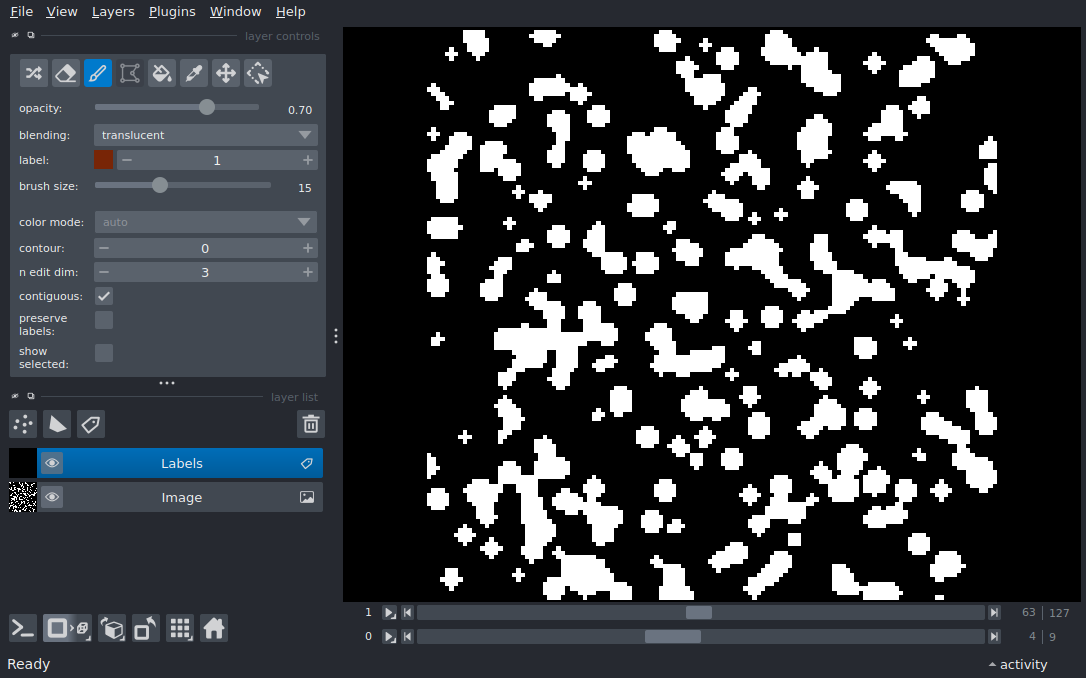 File View Layers Plugins Window Help
layer controls
opacity: 0.70
blending: translucent
label: 1
brush size: 15
color mode: auto
contour: 0
n edit dim: 3
contiguous:
preserve
labels:
show
selected:
layer list
Labels
Image
1 63 127
0 4 9
Ready activity